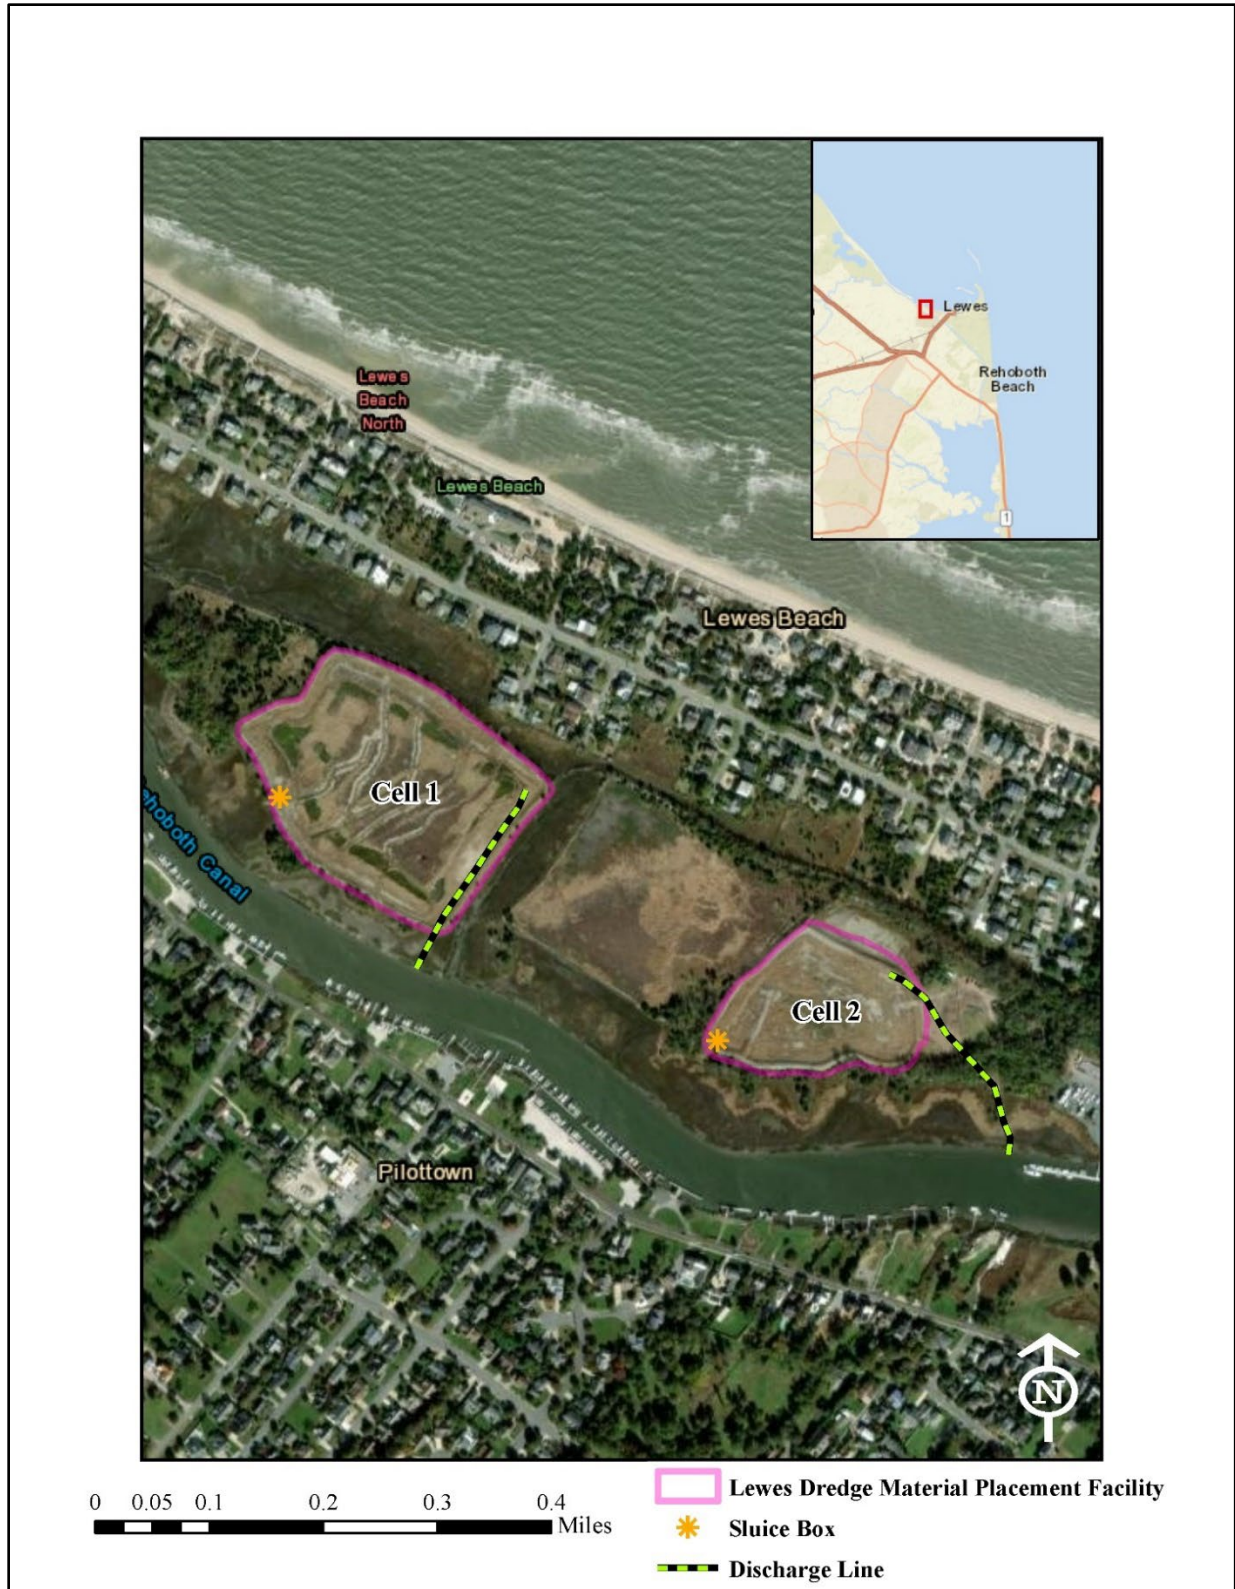 Lewes
Rehoboth
Beach
1
Lewes
Beach
North
Lewes Beach
Lewes Beach
Cell 1
Rehoboth Canal
Cell 2
Pilottown
N
0 0.05 0.1 0.2 0.3 0.4
Miles
Lewes Dredge Material Placement Facility
Sluice Box
Discharge Line